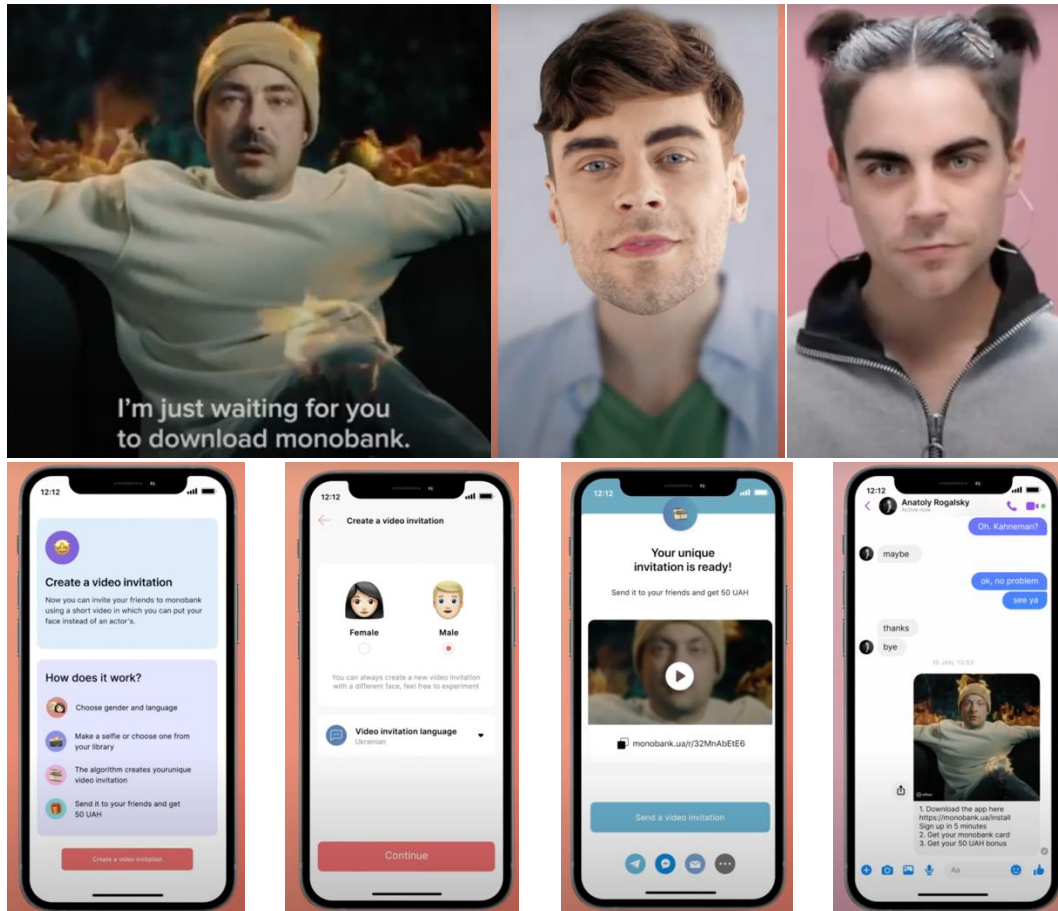 I'm just waiting for you
to download monobank.
12:12
Create a video invitation
Now you can invite your friends to monobank
using a short video in which you can put your
face instead of an actor's.
How does it work?
Choose gender and language
Make a selfie or choose one from
your library
The algorithm creates yourunique
video invitation
Send it to your friends and get
50 UAH
Create a video invitation
12:12
Create a video invitation
Female
Male
You can always create a new video invitation
with a different face, feel free to experiment
Video invitation language
Ukrainian
Continue
12:12
Your unique
invitation is ready!
Send it to your friends and get 50 UAH
monobank.ua/r/32MnAbEtE6
Send a video invitation
12:12
Anatoly Rogalsky
Active now
Oh. Kahneman?
maybe
ok, no problem
see ya
thanks
bye
13:53
1. Download the app here
https://monobank.ua/install
Sign up in 5 minutes
2. Get your monobank card
3. Get your 50 UAH bonus
Aa